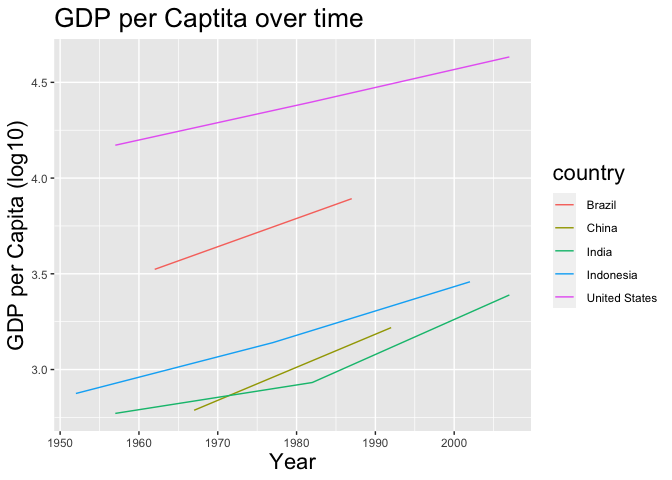 GDP per Captita over time
GDP per Capita (log10)
4.5
4.0
3.5
3.0
1950 1960 1970 1980 1990 2000
Year
country
Brazil
China
India
Indonesia
United States